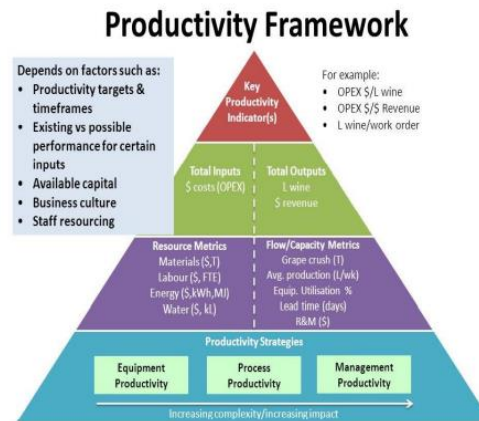 Productivity Framework
Depends on factors such as:
• Productivity targets &
timeframes
• Existing vs possible
performance for certain
inputs
• Available capital
• Business culture
• Staff resourcing
For example:
• OPEX $/L wine
• OPEX $/$ Revenue
• L wine/work order
Key
Productivity
Indicator(s)
Total Inputs
$ costs (OPEX)
Total Outputs
L wine
$ revenue
Resource Metrics
Materials ($,T)
Labour ($, FTE)
Energy ($,kWh,MJ)
Water ($, kL)
Flow/Capacity Metrics
Grape crush (T)
Avg. production (L/wk)
Equip. Utilisation %
Lead time (days)
R&M ($)
Productivity Strategies
Equipment
Productivity
Process
Productivity
Management
Productivity
Increasing complexity/increasing impact